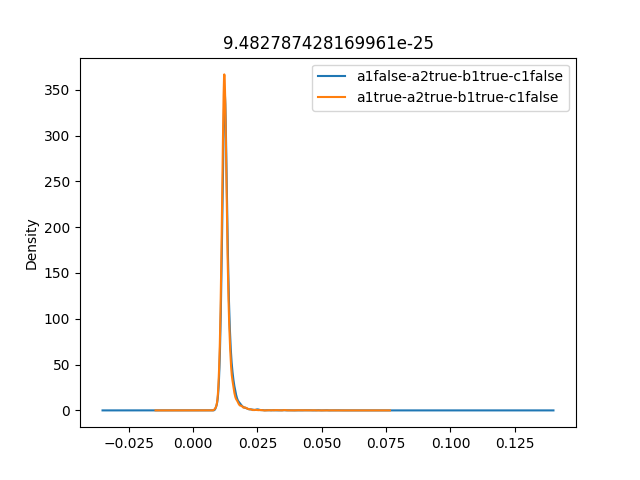 9.482787428169961e-25
a1false-a2true-b1true-c1false
a1true-a2true-b1true-c1false
Density
350
300
250
200
150
100
50
0
−0.025 0.000 0.025 0.050 0.075 0.100 0.125